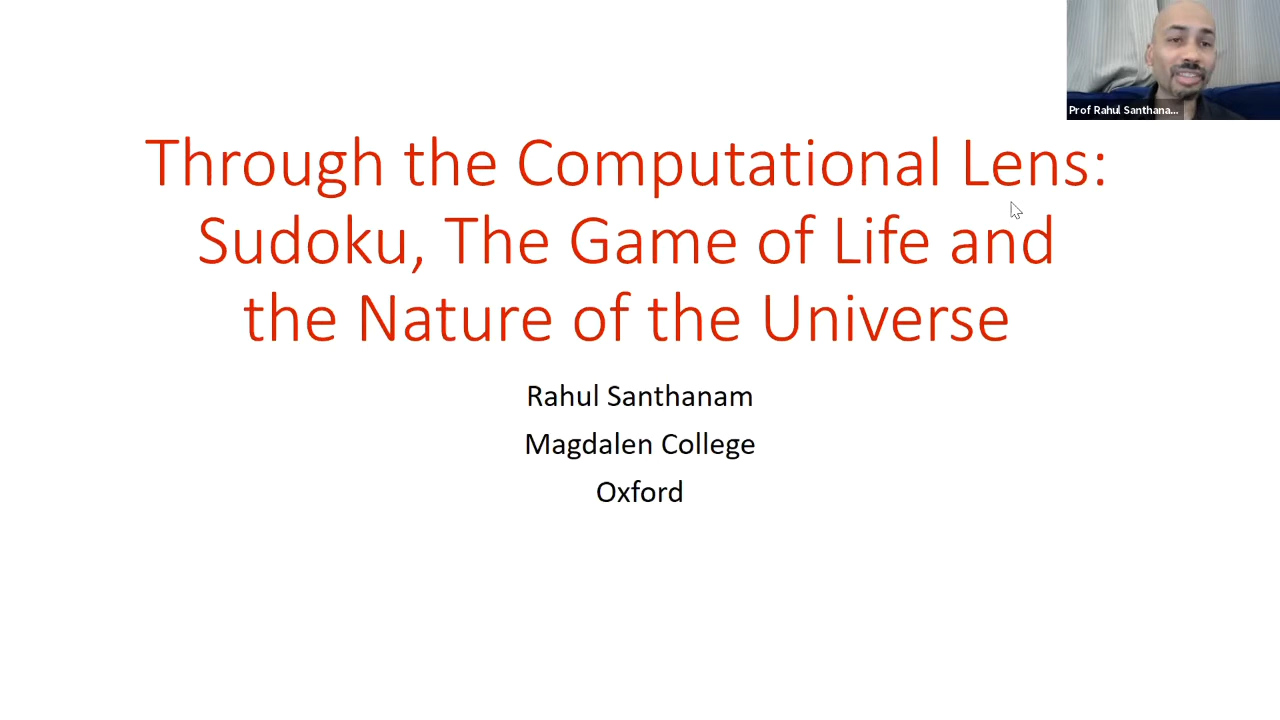 Prof Rahul Santhana...
Through the Computational Lens:
Sudoku, The Game of Life and
the Nature of the Universe
Rahul Santhanam
Magdalen College
Oxford